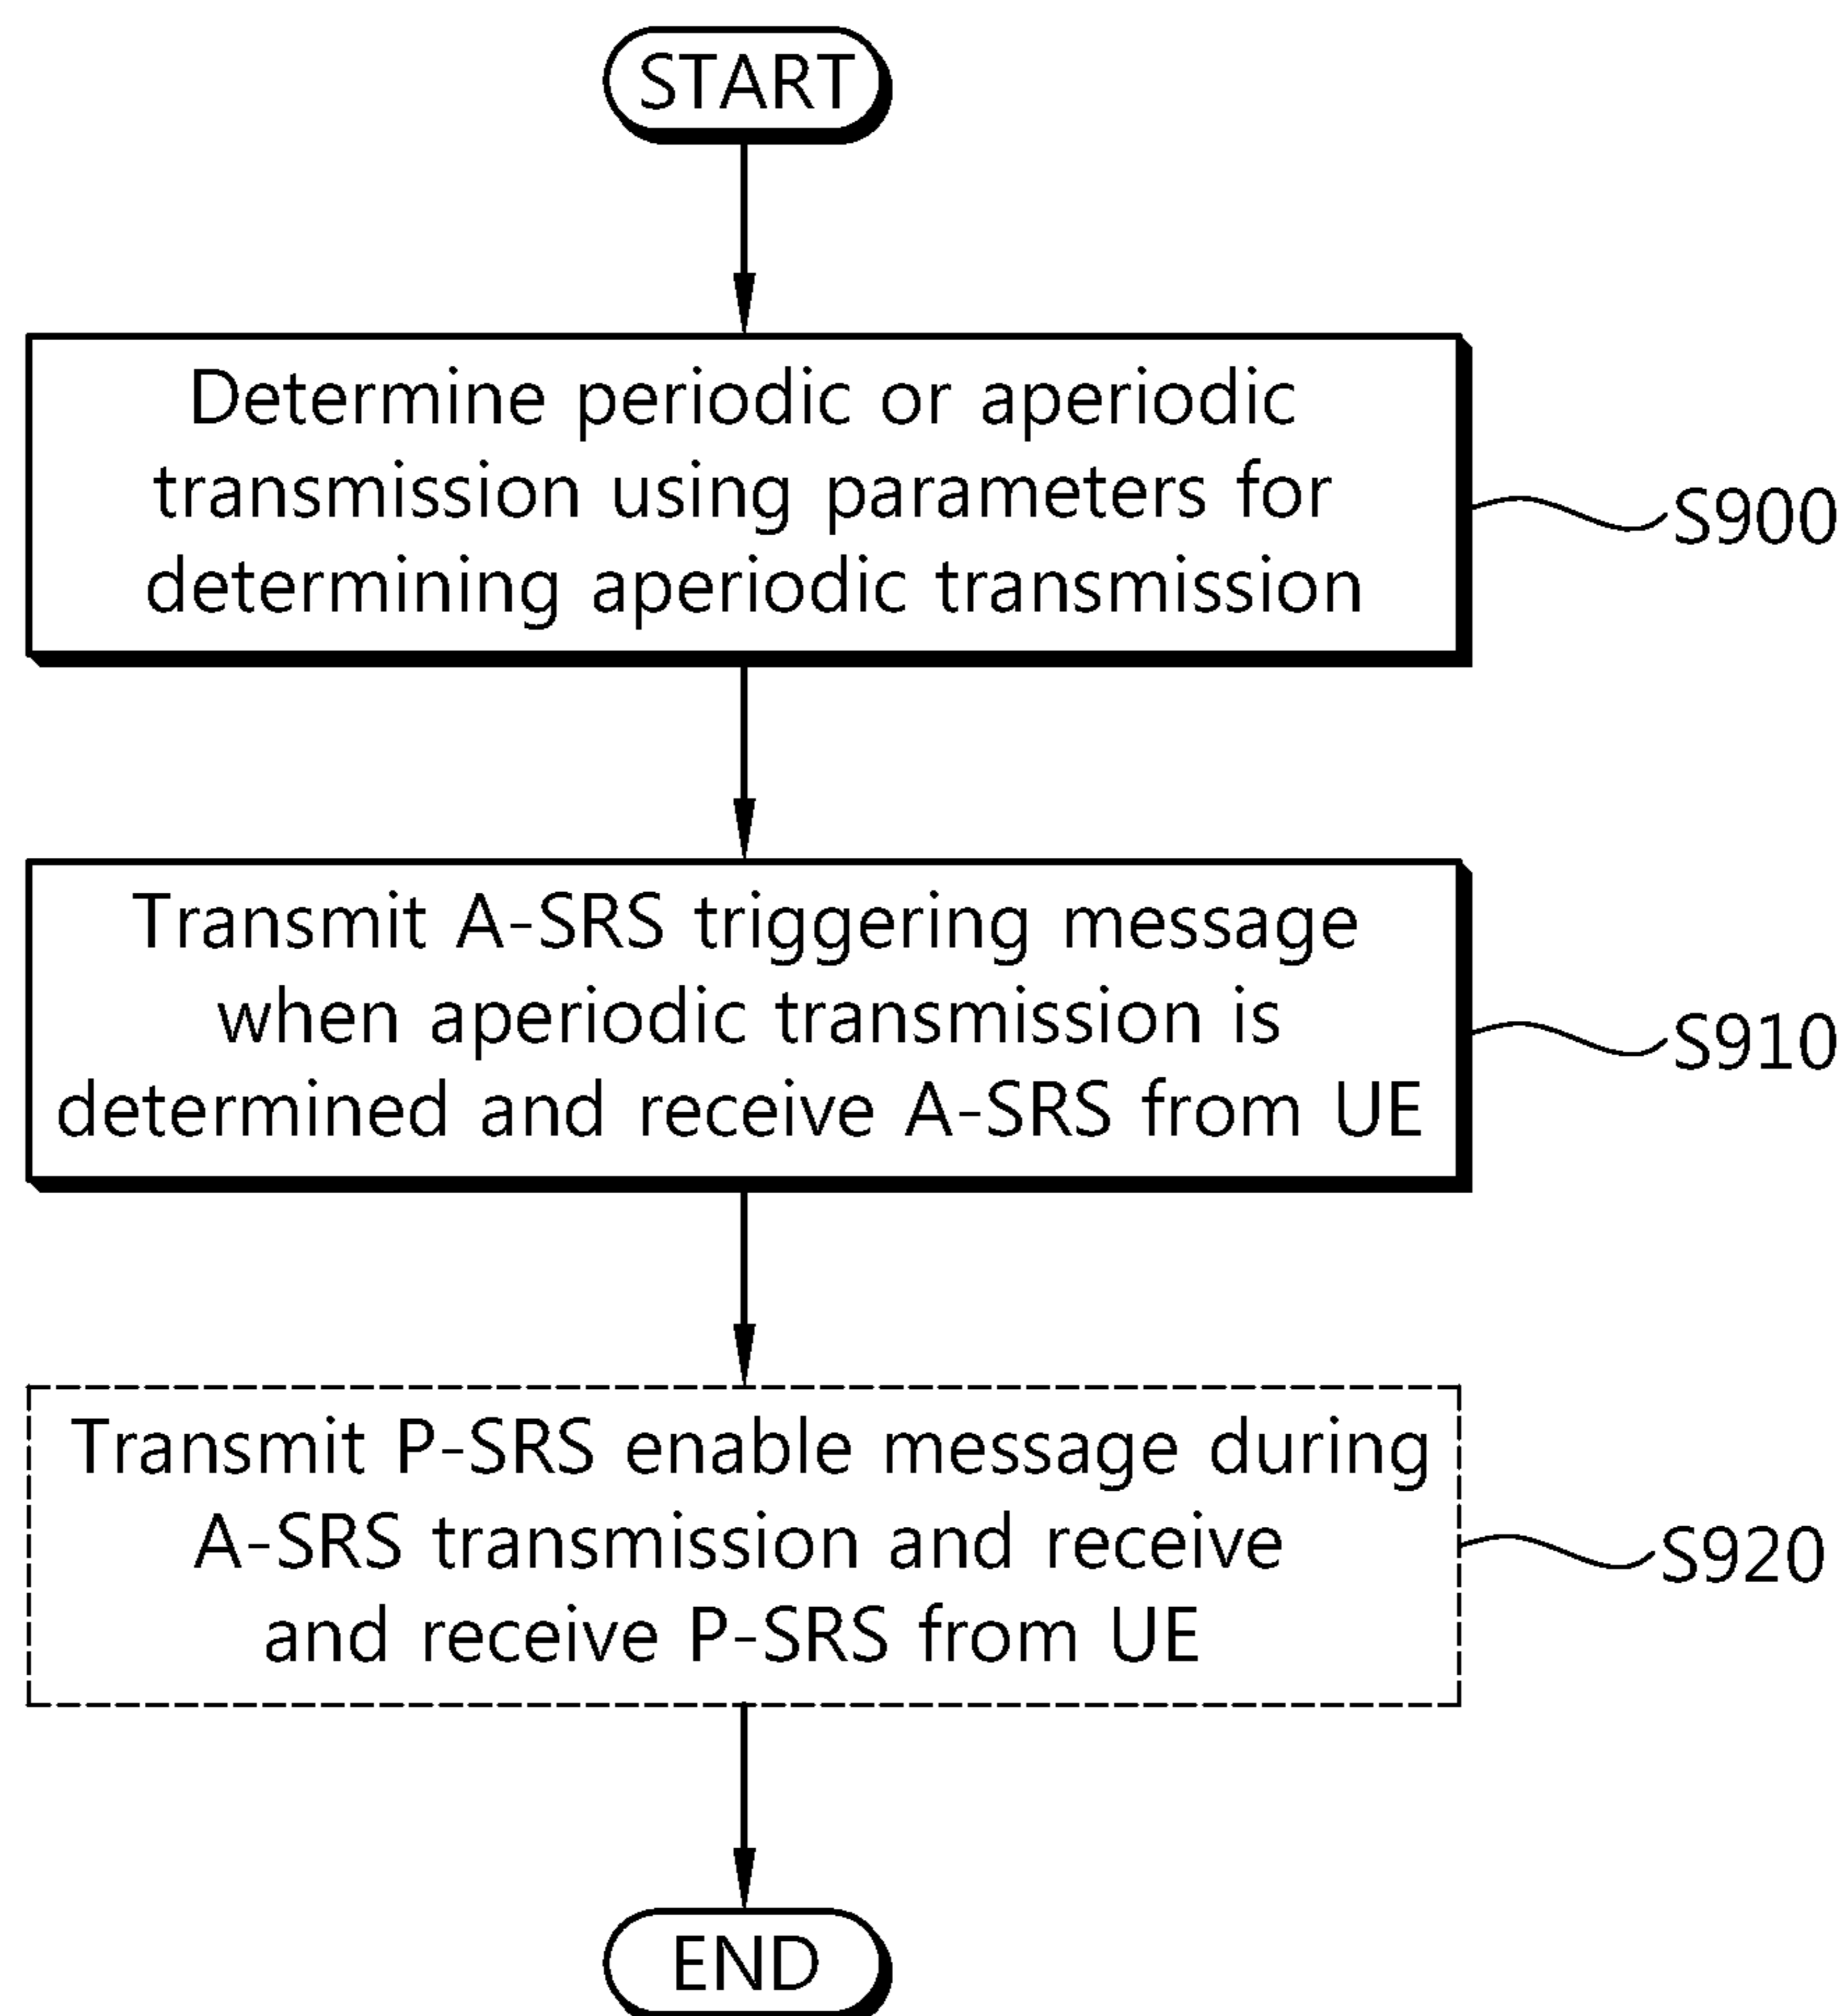 START
Determine periodic or aperiodic
transmission using parameters for
determining aperiodic transmission
S900
Transmit A-SRS triggering message
when aperiodic transmission is
determined and receive A-SRS from UE
S910
Transmit P-SRS enable message during
A-SRS transmission and receive
and receive P-SRS from UE
S920
END